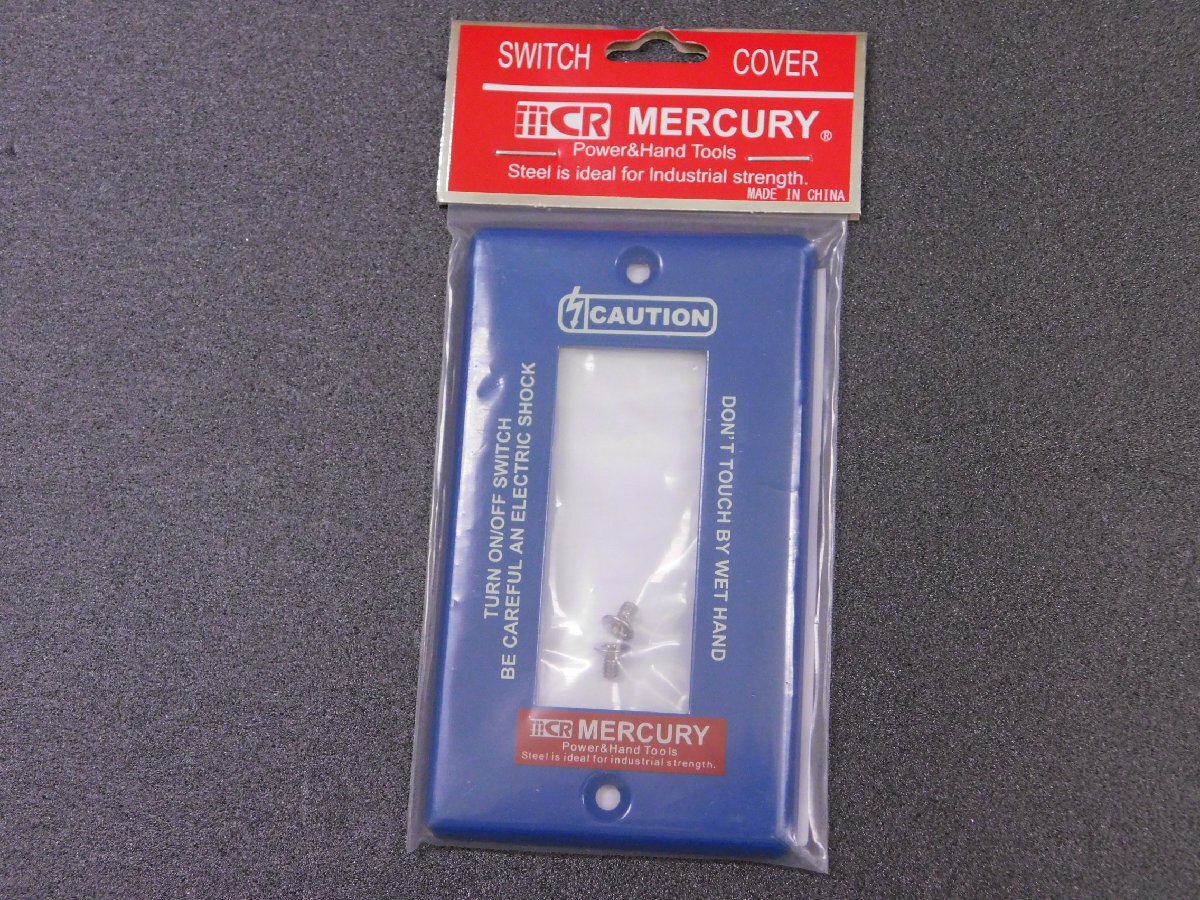 SWITCH COVER
MCR MERCURY®
Power&Hand Tools
Steel is ideal for Industrial strength.
MADE IN CHINA
CAUTION
TURN ON/OFF SWITCH
BE CAREFUL AN ELECTRIC SHOCK
DON'T TOUCH BY WET HAND
MCR MERCURY
Power&Hand Tools
Steel is ideal for industrial strength.